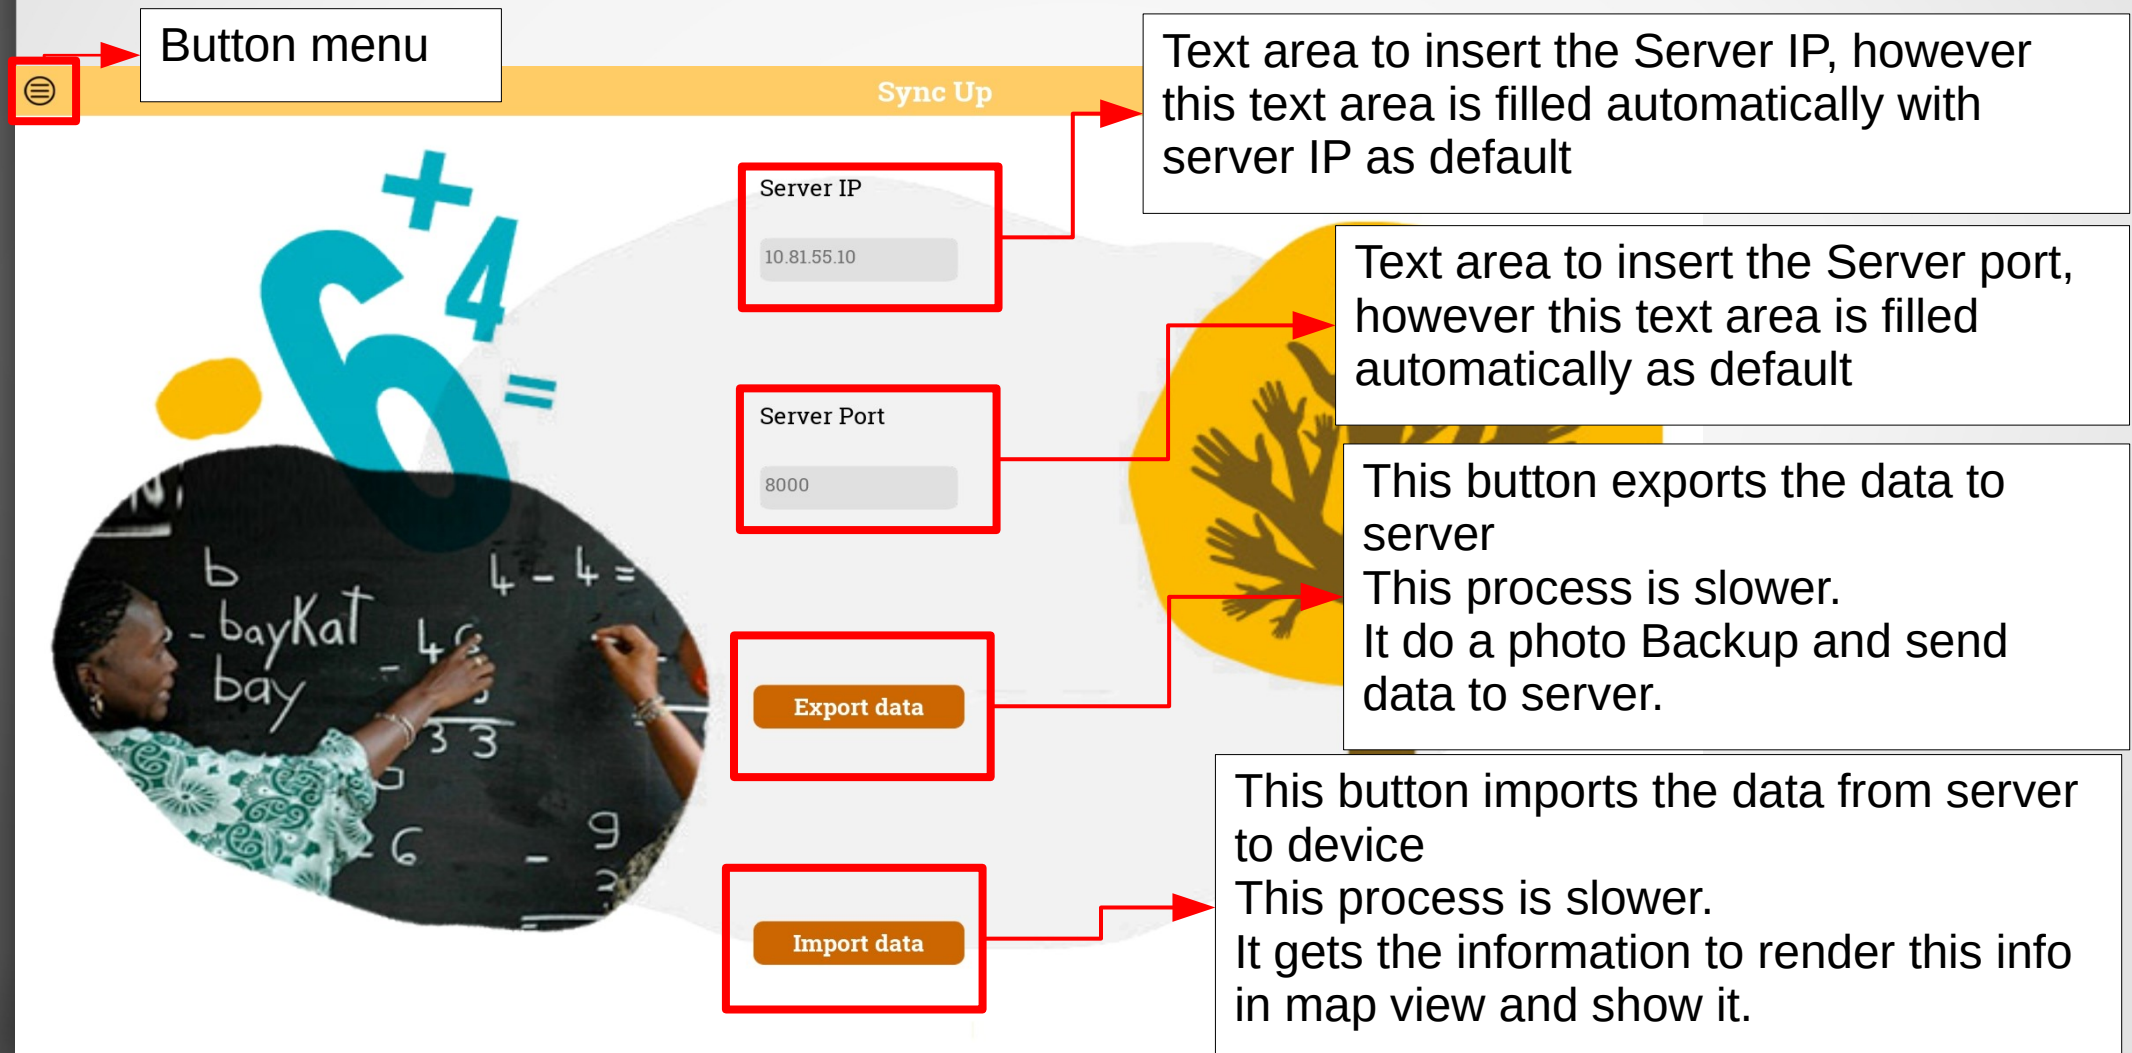 Button menu
Sync Up
Text area to insert the Server IP, however
this text area is filled automatically with
server IP as default
Server IP
10.81.55.10
Text area to insert the Server port,
however this text area is filled
automatically as default
Server Port
8000
This button exports the data to
server
This process is slower.
It do a photo Backup and send
data to server.
Export data
This button imports the data from server
to device
This process is slower.
It gets the information to render this info
in map view and show it.
Import data
+
4
6
=
b
4 - 4 =
- bayKat
bay
33
- 6
- 9